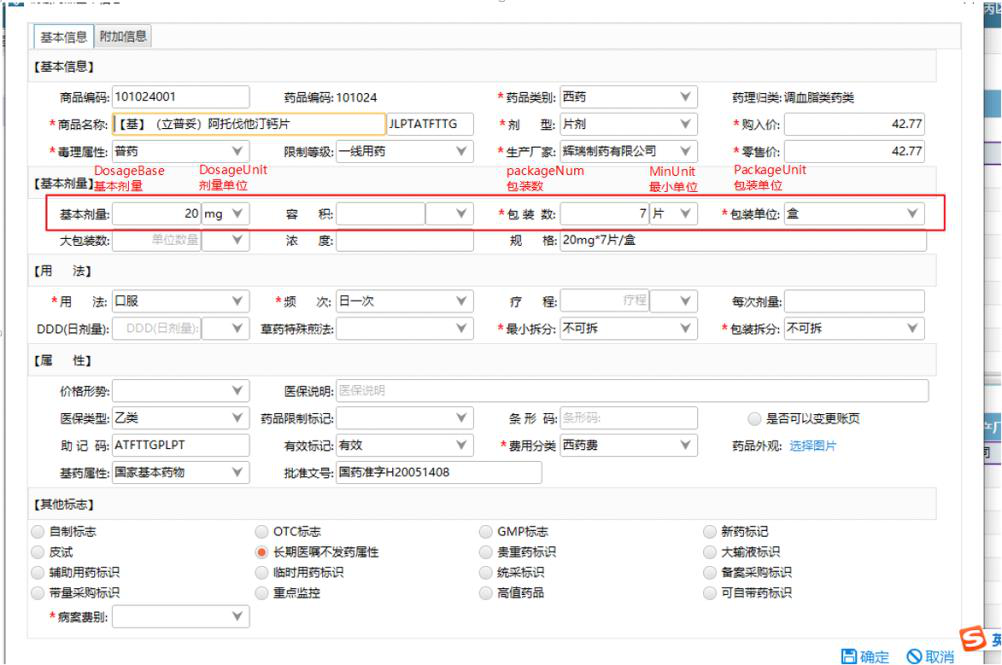 基本信息 附加信息
【基本信息】
商品编码: 101024001 药品编码: 101024 *药品类别: 西药 药理归类: 调血脂类药类
*商品名称: 【基】（立普妥）阿托伐他汀钙片 JLPTATFTTG *剂 型: 片剂 *购入价: 42.77
*毒理属性: 普药 限制等级: 一线用药 *生产厂家: 辉瑞制药有限公司 *零售价: 42.77
DosageBase DosageUnit packageNum MinUnit PackageUnit
【基本剂量】 基本剂量 剂量单位 包装数 最小单位 包装单位
基本剂量: 20 mg 容 积: *包 装 数: 7 片 *包装单位: 盒
大包装数: 单位数量 浓 度: 规 格: 20mg*7片/盒
【用 法】
*用 法: 口服 *频 次: 日一次 疗 程: 疗程 每次剂量:
DDD(日剂量): DDD(日剂量): 草药特殊煎法: *最小拆分: 不可拆 *包装拆分: 不可拆
【属 性】
价格形势: 医保说明: 医保说明
医保类型: 乙类 药品限制标记: 条 形 码: 条形码: 是否可以变更账页
助 记 码: ATFTTGPLPT 有效标记: 有效 *费用分类 西药费 药品外观: 选择图片
基药属性: 国家基本药物 批准文号: 国药准字H20051408
【其他标志】
自制标志 OTC标志 GMP标志 新药标记
皮试 长期医嘱不发药属性 贵重药标识 大输液标识
辅助用药标识 临时用药标识 统采标识 备案采购标识
带量采购标识 重点监控 高值药品 可自带药标识
*病案费别:
确定 取消